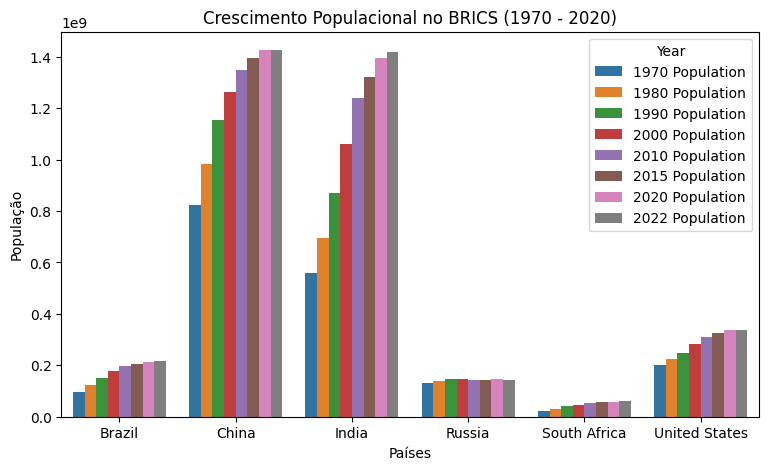 Crescimento Populacional no BRICS (1970 - 2020)
1e9
Year
1970 Population
1980 Population
1990 Population
2000 Population
2010 Population
2015 Population
2020 Population
2022 Population
1.4
1.2
1.0
0.8
0.6
0.4
0.2
0.0
População
Brazil China India Russia South Africa United States
Países